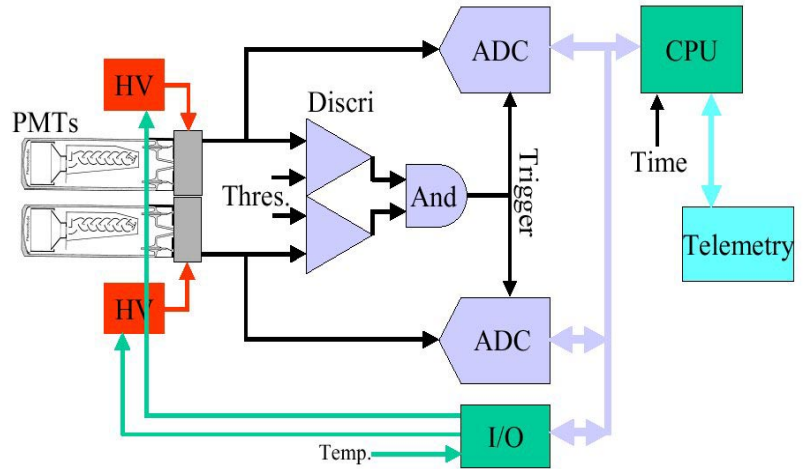 ADC
CPU
HV
Discri
PMTs
Time
Thres.
And
Trigger
Telemetry
HV
ADC
I/O
Temp.